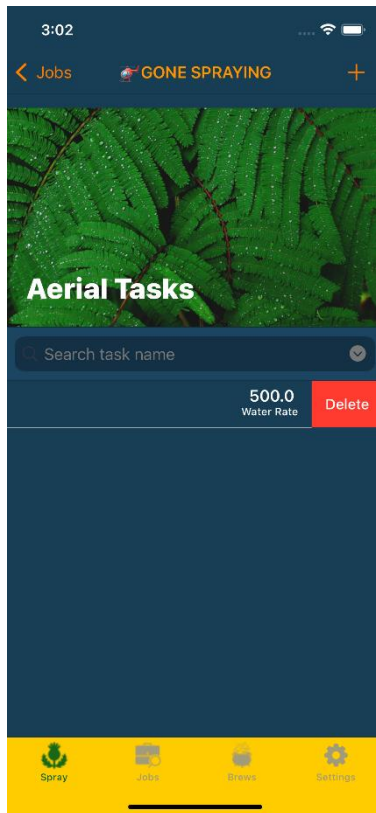 3:02
Jobs
GONE SPRAYING
Aerial Tasks
Search task name
500.0
Water Rate
Delete
Spray
Jobs
Brews
Settings